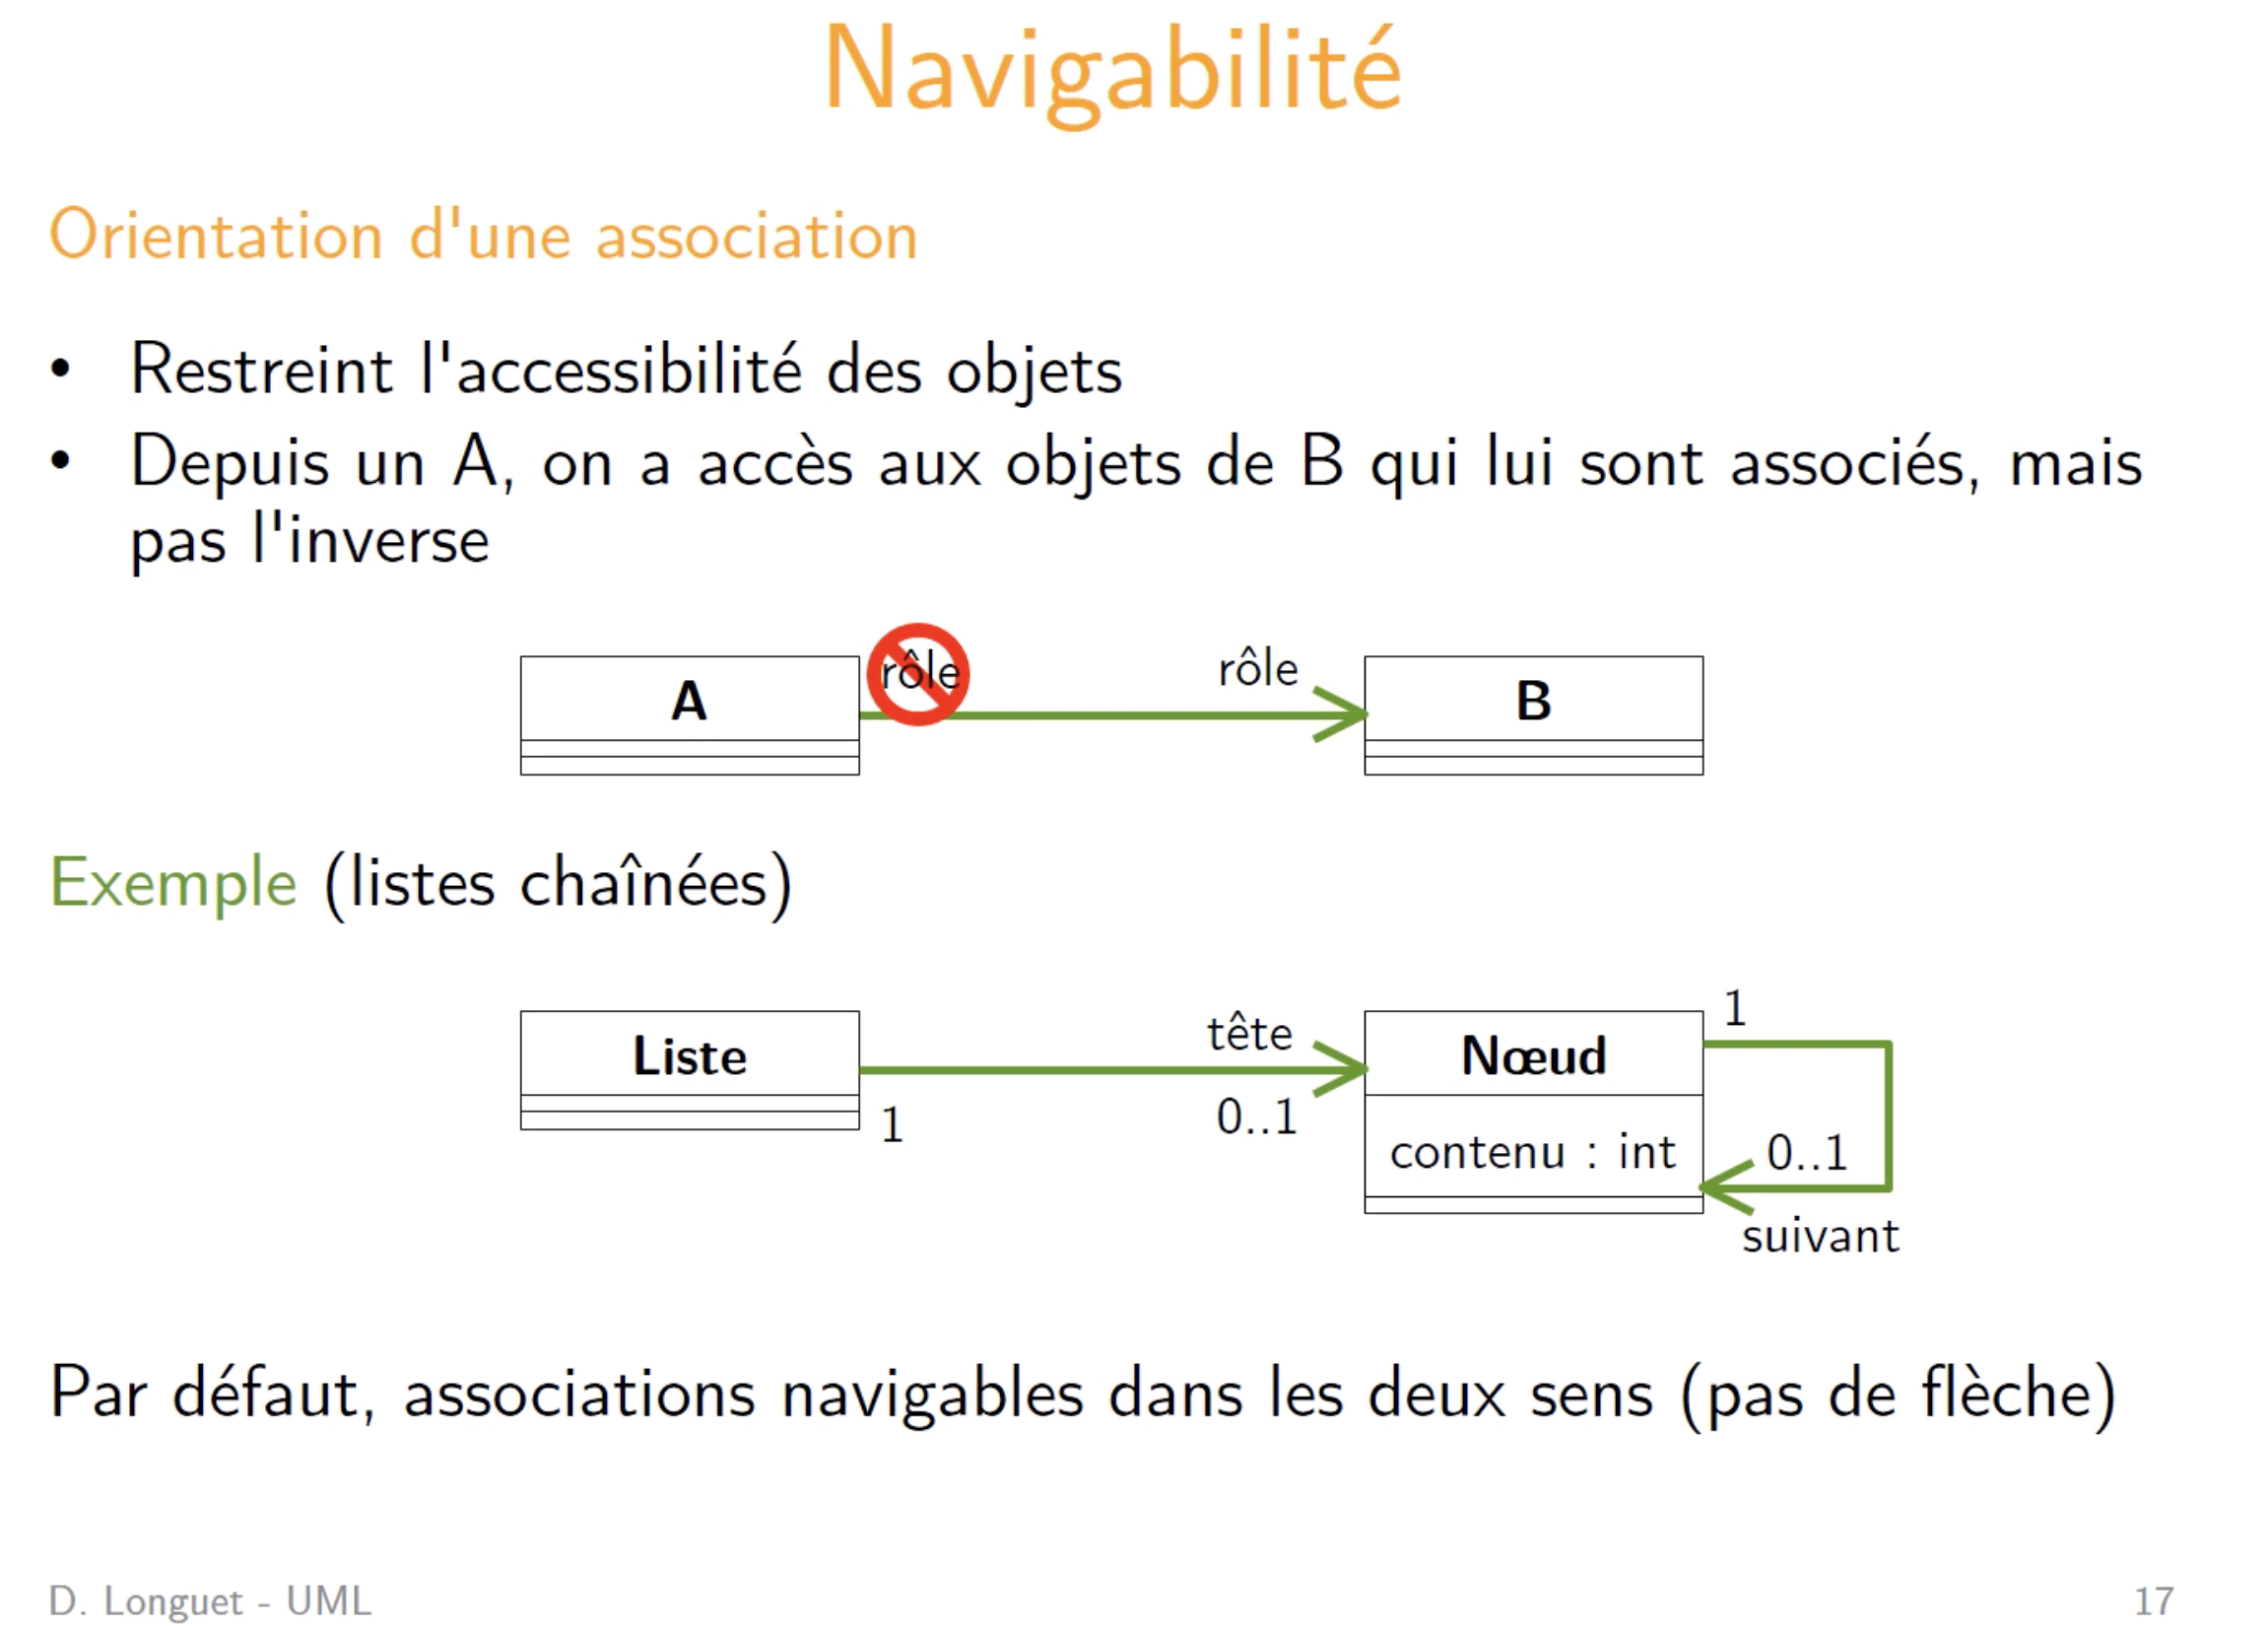 Navigabilité
Orientation d'une association
• Restreint l'accessibilité des objets
• Depuis un A, on a accès aux objets de B qui lui sont associés, mais
pas l'inverse
A
rôle
rôle
B
Exemple (listes chaînées)
Liste
1
tête
0..1
Nœud
contenu : int
1
0..1
suivant
Par défaut, associations navigables dans les deux sens (pas de flèche)
D. Longuet - UML
17